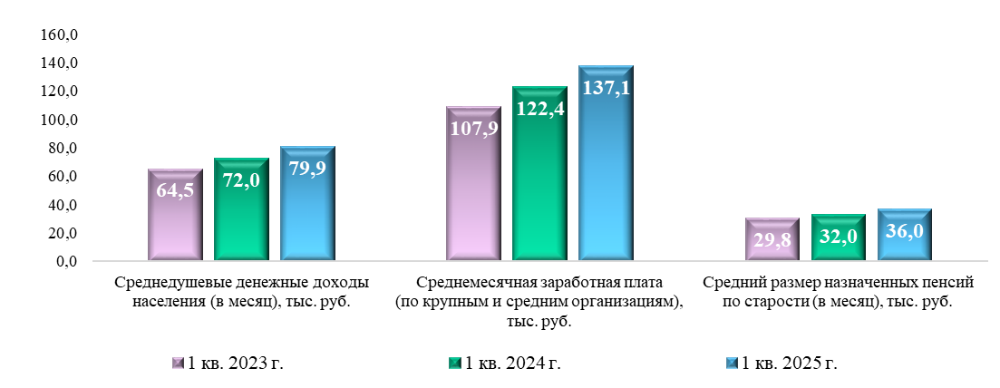 160,0
140,0
120,0
100,0
80,0
60,0
40,0
20,0
0,0
64,5
72,0
79,9
107,9
122,4
137,1
29,8
32,0
36,0
Среднедушевые денежные доходы
населения (в месяц), тыс. руб.
Среднемесячная заработная плата
(по крупным и средним организациям),
тыс. руб.
Средний размер назначенных пенсий
по старости (в месяц), тыс. руб.
1 кв. 2023 г.
1 кв. 2024 г.
1 кв. 2025 г.